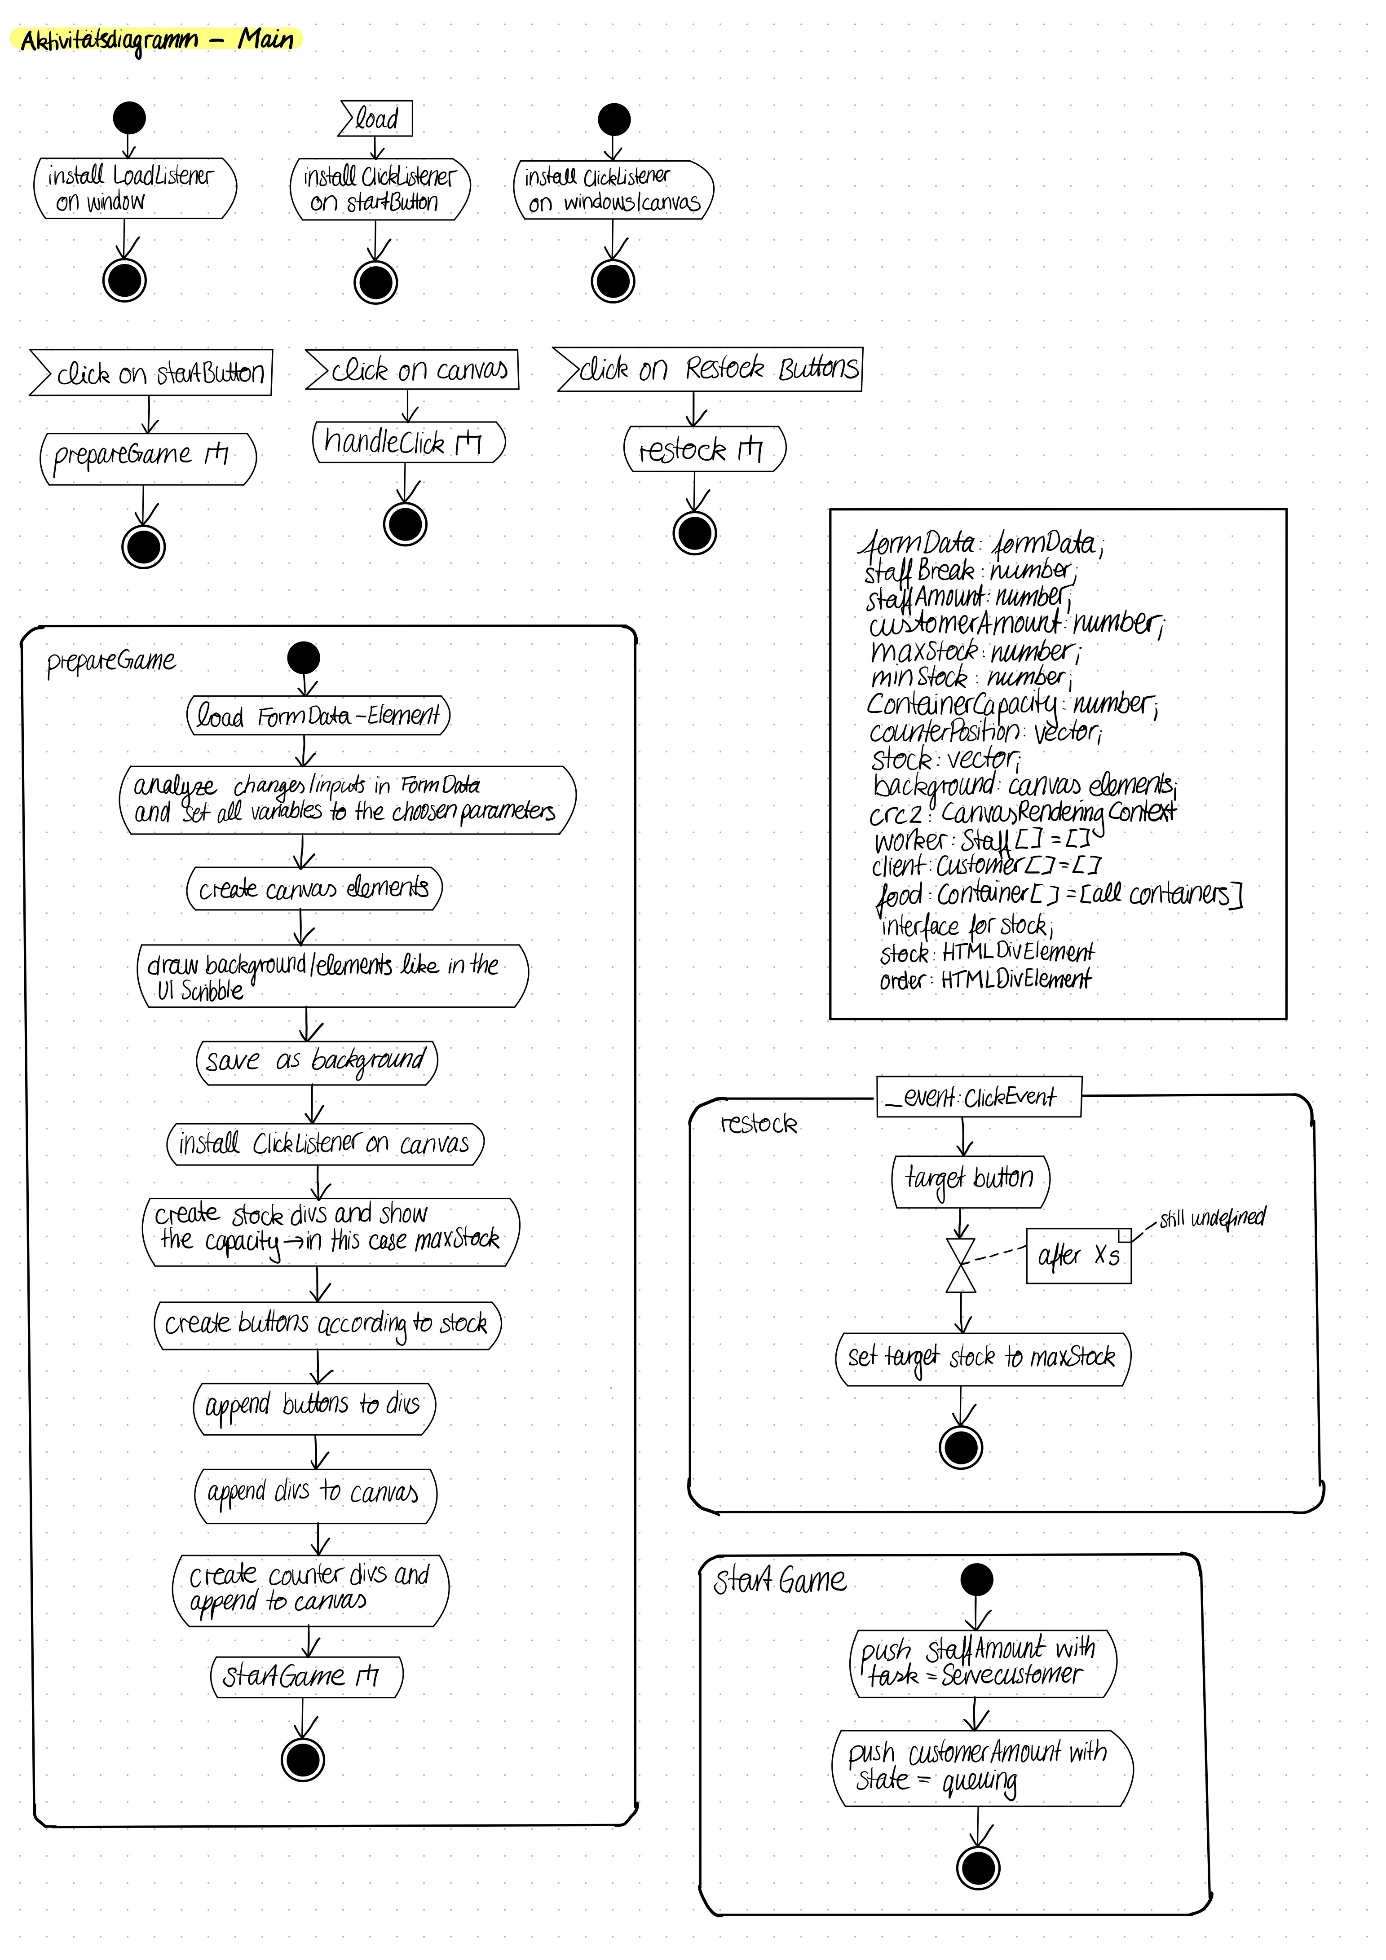 Aktivitätsdiagramm - Main
install LoadListener
on window
load
install ClickListener
on startButton
install ClickListener
on windows/canvas
click on startButton
prepareGame
click on canvas
handleClick
click on Restock Buttons
restock
formData: formData;
staffBreak: number;
staffAmount: number;
customerAmount: number;
maxStock: number;
minStock: number;
ContainerCapacity: number;
counterPosition: vector;
stock: vector;
background: canvas elements;
crc2: CanvasRenderingContext
worker: Staff[] = []
client: Customer[] = []
food: Container[] = [all containers]
interface for stock;
stock: HTMLDivElement
order: HTMLDivElement
prepareGame
load FormData-Element
analyze changes/inputs in FormData
and set all variables to the choosen parameters
create canvas elements
draw background/elements like in the
UI Scribble
save as background
install ClickListener on canvas
create stock divs and show
the capacity → in this case maxStock
create buttons according to stock
append buttons to divs
append divs to canvas
create counter divs and
append to canvas
startGame
restock
_event: ClickEvent
target button
after Xs
still undefined
set target stock to maxStock
startGame
push staffAmount with
task = Servecustomer
push customerAmount with
state = queuing